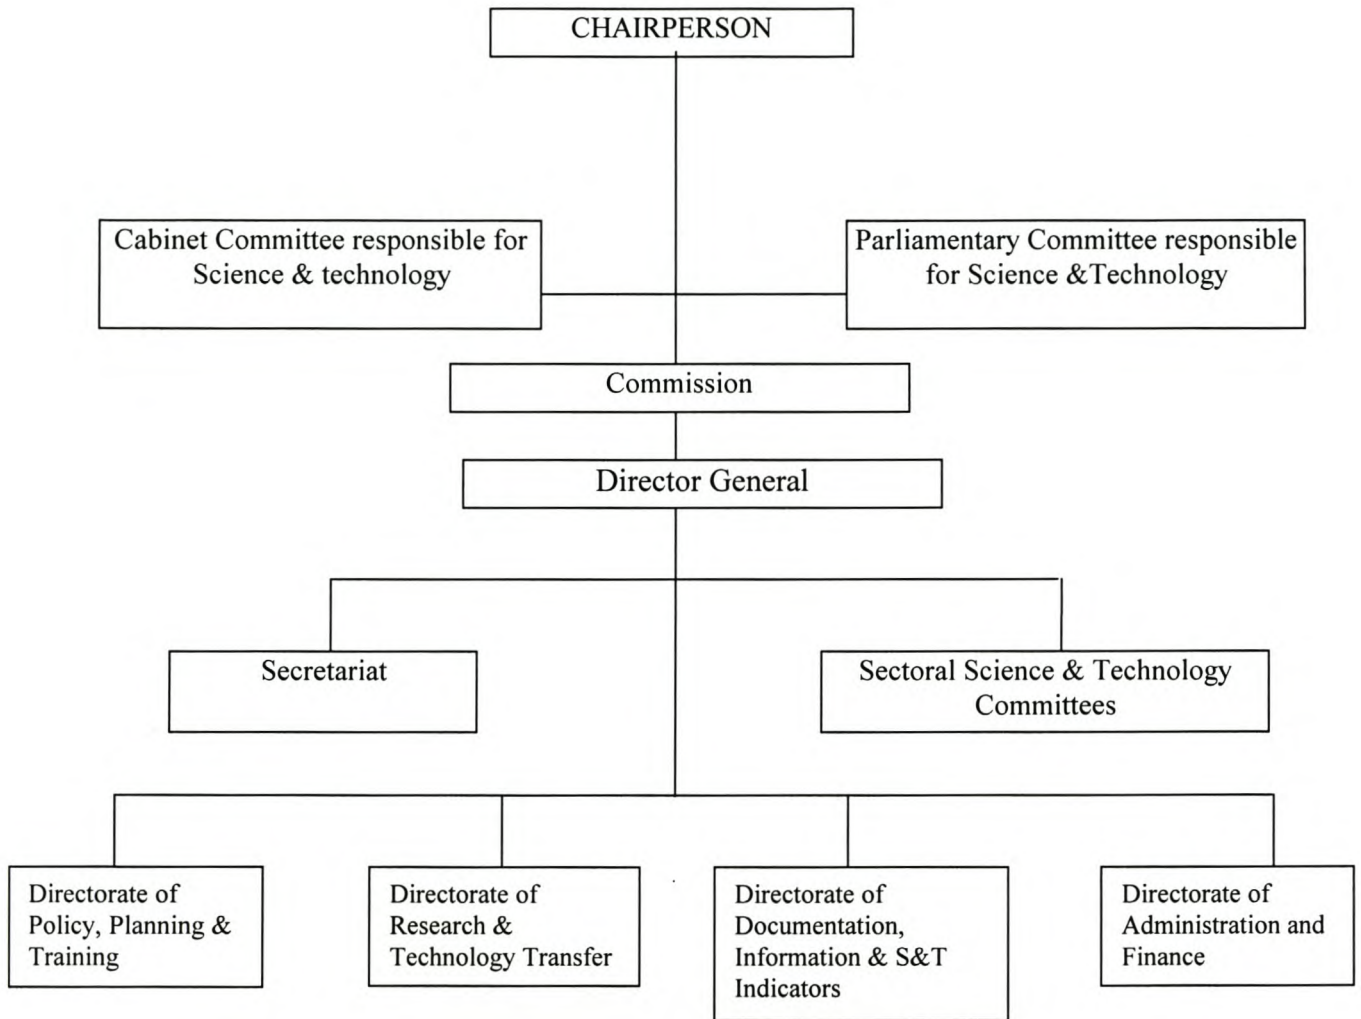 CHAIRPERSON
Cabinet Committee responsible for
Science & technology
Parliamentary Committee responsible
for Science &Technology
Commission
Director General
Secretariat
Sectoral Science & Technology
Committees
Directorate of
Policy, Planning &
Training
Directorate of
Research &
Technology Transfer
Directorate of
Documentation,
Information & S&T
Indicators
Directorate of
Administration and
Finance